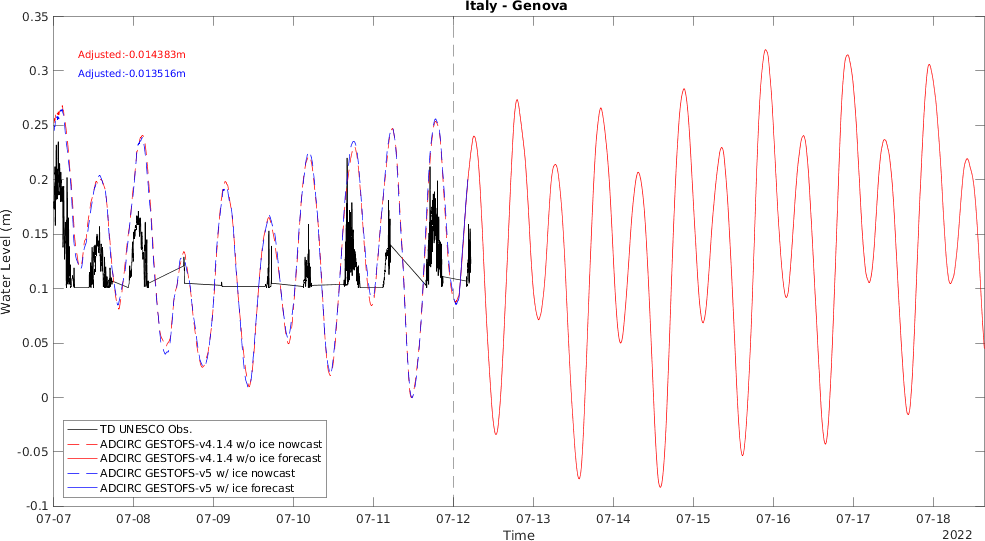 Italy - Genova
0.35
0.3
0.25
0.2
0.15
0.1
0.05
0
-0.05
-0.1
Water Level (m)
Adjusted:-0.014383m
Adjusted:-0.013516m
TD UNESCO Obs.
ADCIRC GESTOFS-v4.1.4 w/o ice nowcast
ADCIRC GESTOFS-v4.1.4 w/o ice forecast
ADCIRC GESTOFS-v5 w/ ice nowcast
ADCIRC GESTOFS-v5 w/ ice forecast
07-07 07-08 07-09 07-10 07-11 07-12 07-13 07-14 07-15 07-16 07-17 07-18
Time
2022